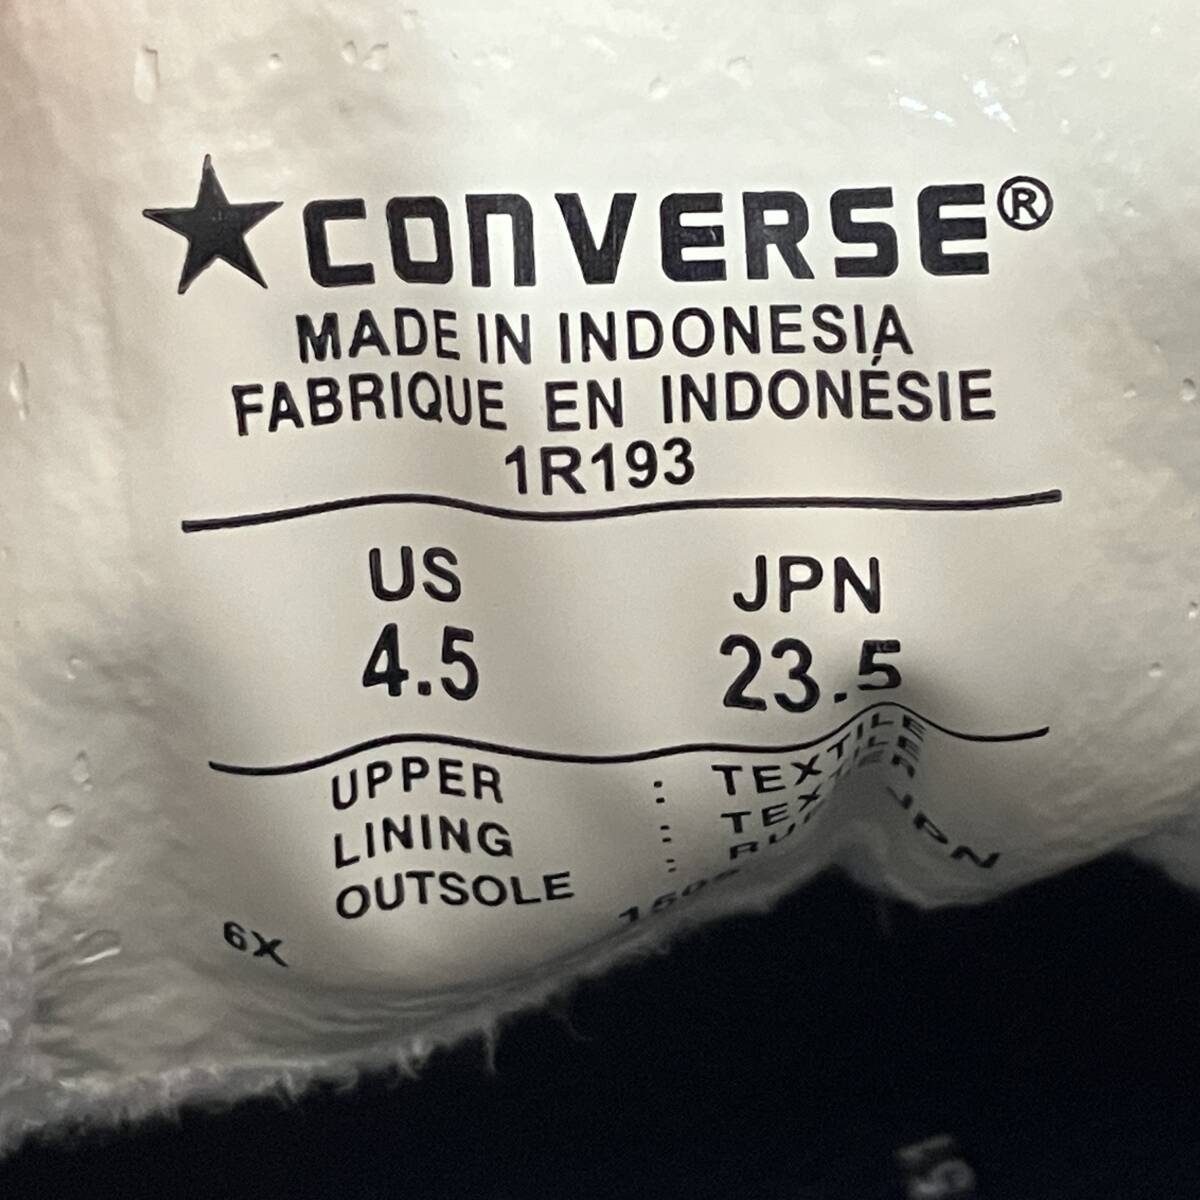 ★CONVERSE®
MADE IN INDONESIA
FABRIQUE EN INDONÉSIE
1R193
US JPN
4.5 23.5
UPPER : TEXTILE
LINING :
OUTSOLE :
6X JPN